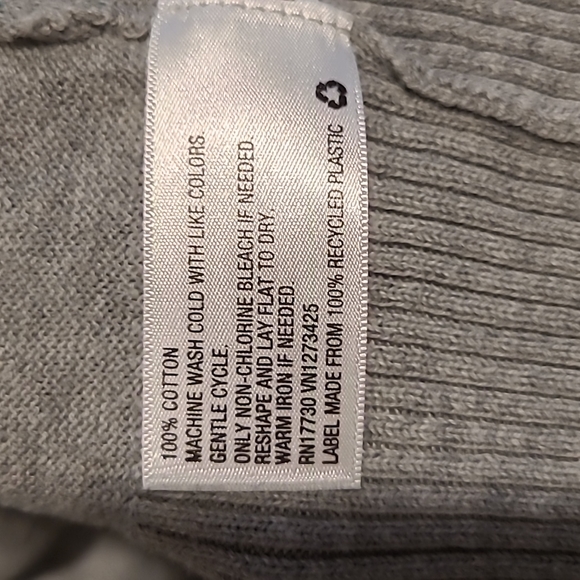 100% COTTON
MACHINE WASH COLD WITH LIKE COLORS.
GENTLE CYCLE.
ONLY NON-CHLORINE BLEACH IF NEEDED.
RESHAPE AND LAY FLAT TO DRY.
WARM IRON IF NEEDED
RN17730 VN1273425
LABEL MADE FROM 100% RECYCLED PLASTIC